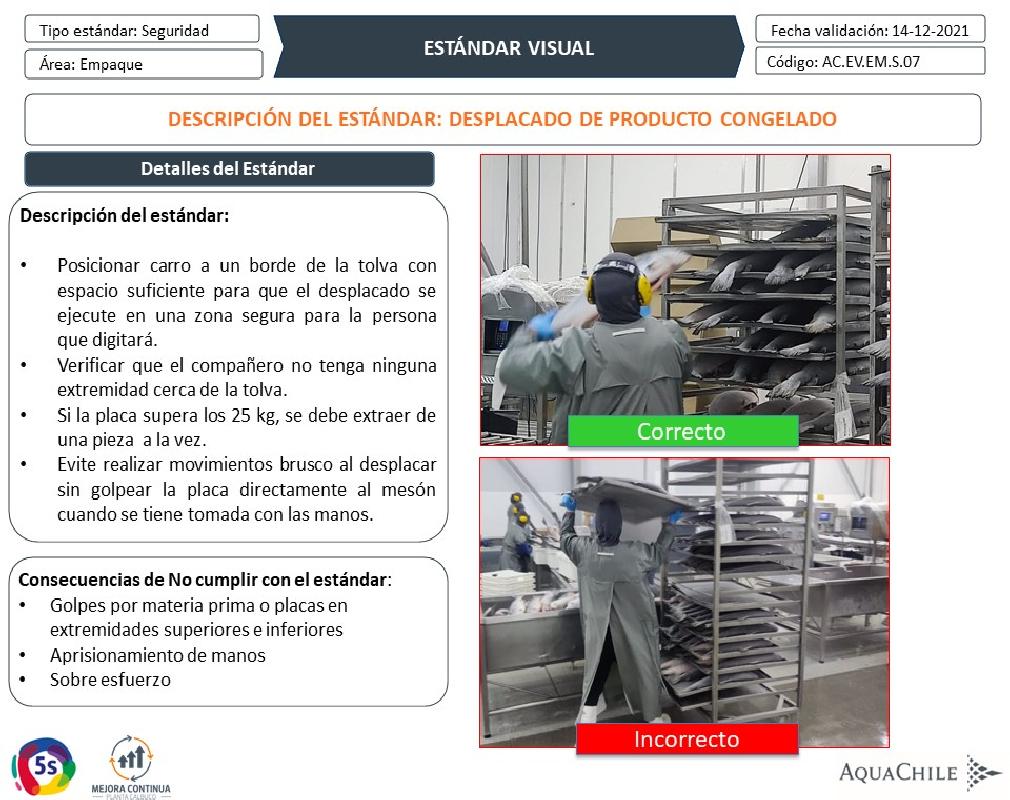 Tipo estándar: Seguridad
Área: Empaque
ESTÁNDAR VISUAL
Fecha validación: 14-12-2021
Código: AC.EV.EM.S.07
DESCRIPCIÓN DEL ESTÁNDAR: DESPLACADO DE PRODUCTO CONGELADO
Detalles del Estándar
Descripción del estándar:
• Posicionar carro a un borde de la tolva con
espacio suficiente para que el desplacado se
ejecute en una zona segura para la persona
que digitará.
• Verificar que el compañero no tenga ninguna
extremidad cerca de la tolva.
• Si la placa supera los 25 kg, se debe extraer de
una pieza a la vez.
• Evite realizar movimientos brusco al desplacar
sin golpear la placa directamente al mesón
cuando se tiene tomada con las manos.
Consecuencias de No cumplir con el estándar:
• Golpes por materia prima o placas en
extremidades superiores e inferiores
• Aprisionamiento de manos
• Sobre esfuerzo
Correcto
Incorrecto
5s
MEJORA CONTINUA
PLANTA CALBUCO
AQUACHILE